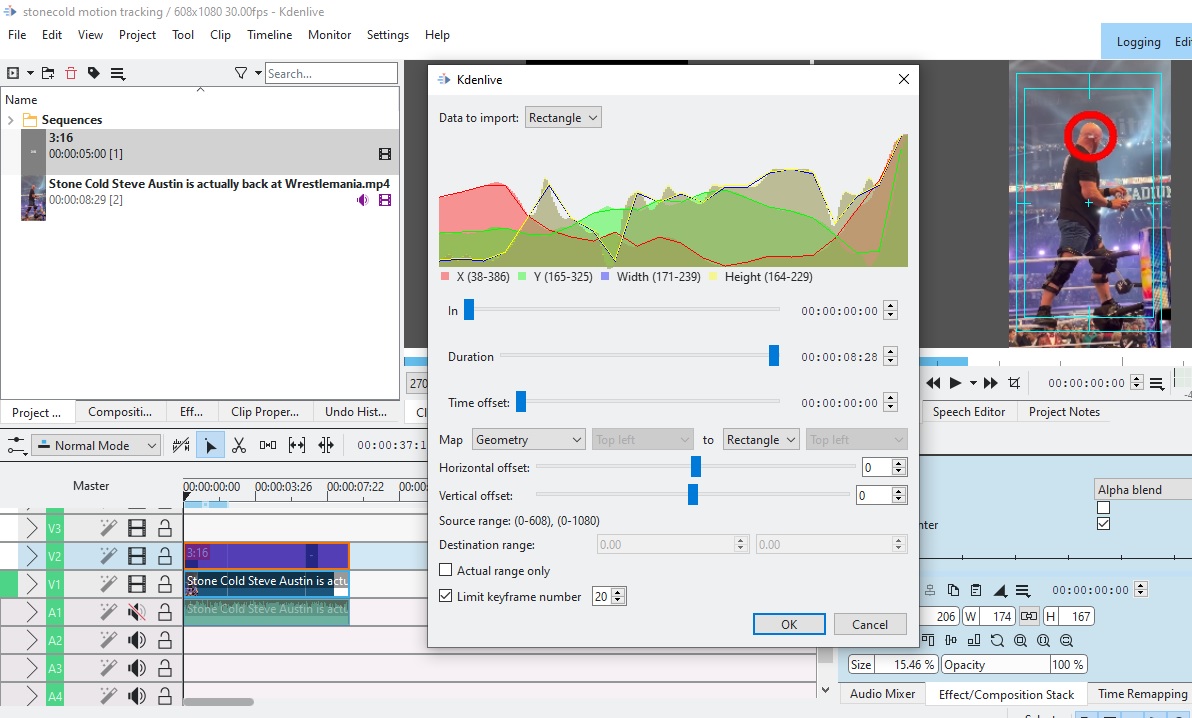 stonecold motion tracking / 608x1080 30.00fps - Kdenlive
File Edit View Project Tool Clip Timeline Monitor Settings Help
Logging
Search...
Name
Sequences
3:16
00:00:05:00 [1]
Stone Cold Steve Austin is actually back at Wrestlemania.mp4
00:00:08:29 [2]
Project ... Compositi... Eff... Clip Proper... Undo Hist...
Kdenlive
Data to import: Rectangle
X (38-386) Y (165-325) Width (171-239) Height (164-229)
In 00:00:00:00
Duration 00:00:08:28
Time offset: 00:00:00:00
Map Geometry Top left to Rectangle Top left
Horizontal offset: 0
Vertical offset: 0
Source range: (0-608), (0-1080)
Destination range: 0.00 0.00
Actual range only
Limit keyframe number 20
OK Cancel
270
00:00:00:00
Speech Editor Project Notes
Normal Mode 00:00:37:1
Master
00:00:00:00 00:00:03:26 00:00:07:22 00:00
V3
V2 3:16
V1 Stone Cold Steve Austin is actu
A1 Stone Cold Steve Austin is actu
A2
A3
A4
Alpha blend
00:00:00:00
206 W 174 H 167
Size 15.46 % Opacity 100 %
Audio Mixer Effect/Composition Stack Time Remapping